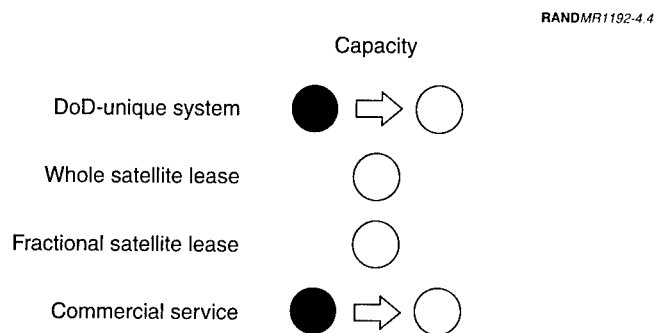 RANDMR1192-4.4
Capacity
DoD-unique system
Whole satellite lease
Fractional satellite lease
Commercial service